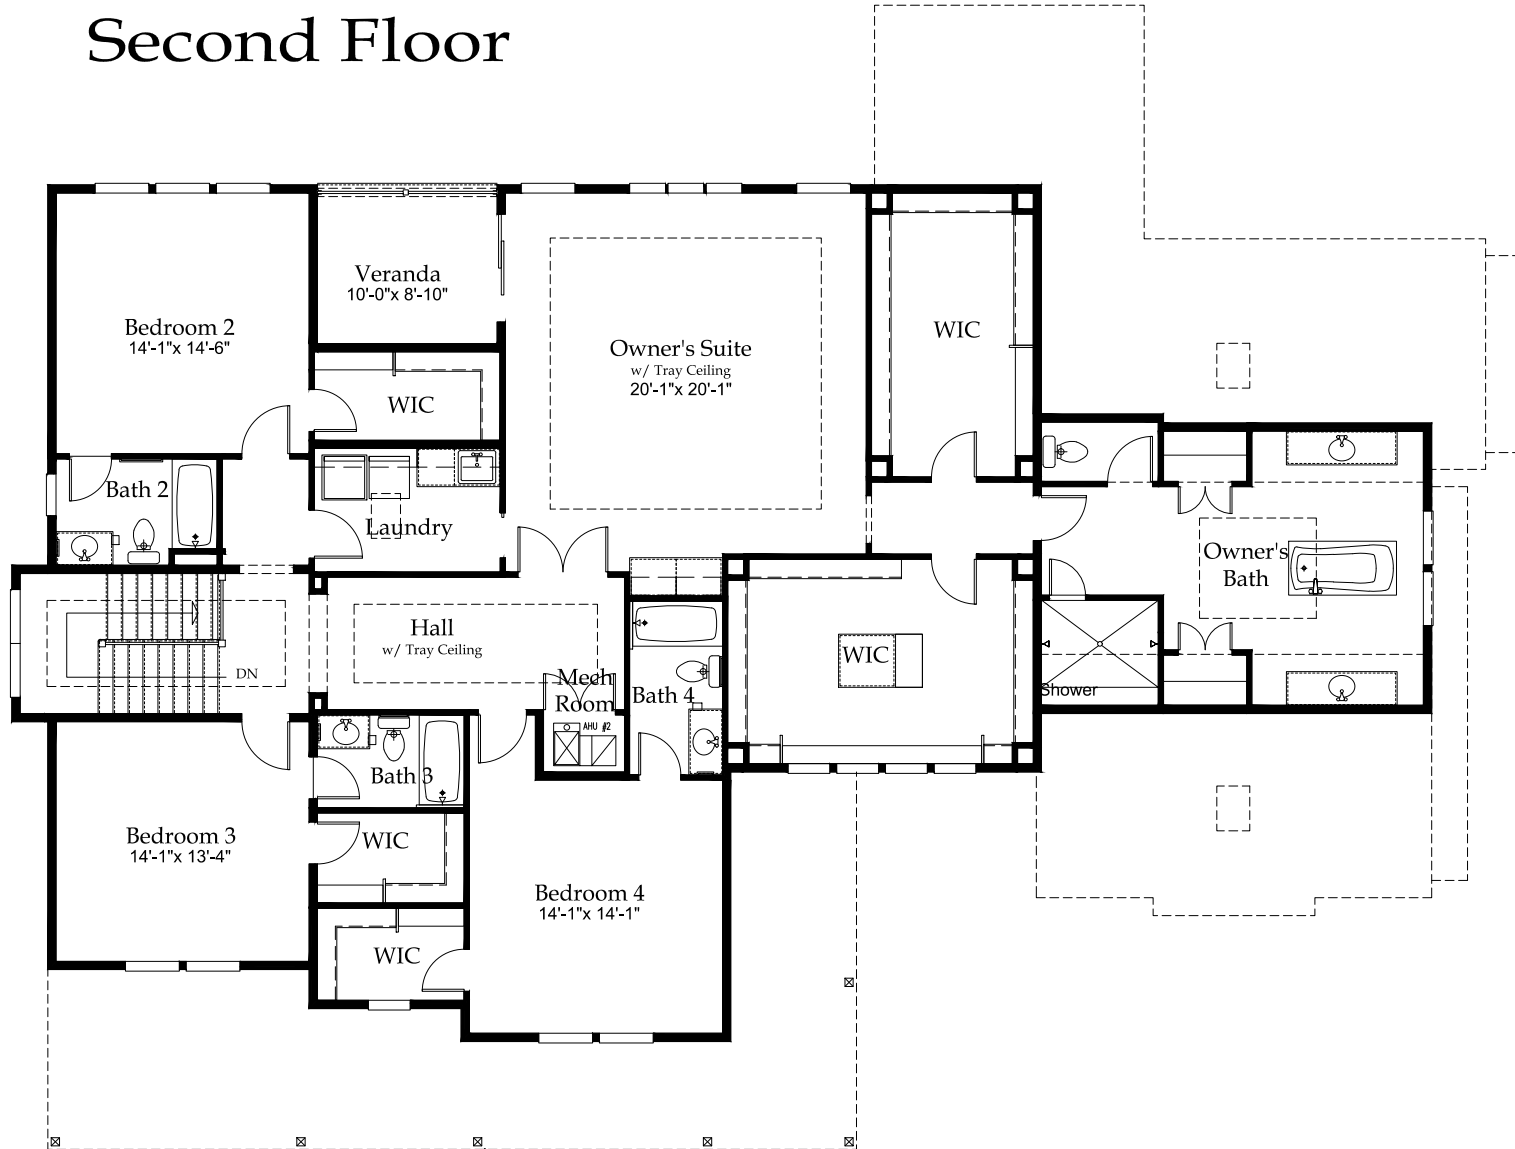 Second Floor
Veranda
10'-0"x 8'-10"
Bedroom 2
14'-1"x 14'-6"
WIC
Owner's Suite
w/ Tray Ceiling
20'-1"x 20'-1"
WIC
Bath 2
Laundry
Owner's
Bath
Hall
w/ Tray Ceiling
DN
Mech
Room
AHU #2
Bath 4
WIC
Shower
Bath 3
Bedroom 3
14'-1"x 13'-4"
WIC
Bedroom 4
14'-1"x 14'-1"
WIC